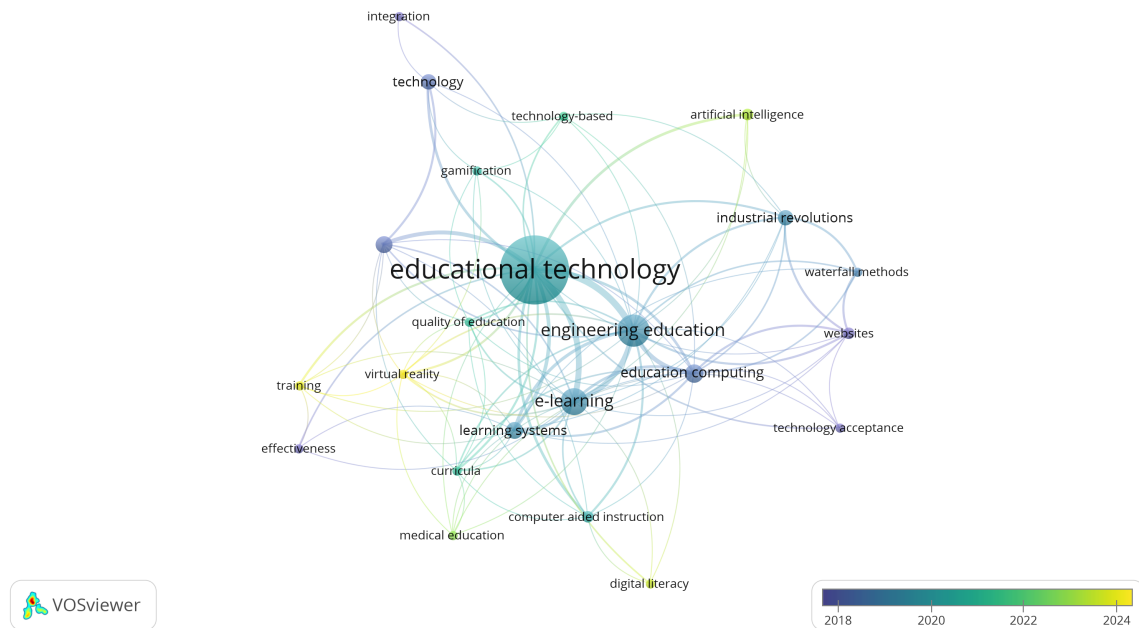 integration
technology
technology-based
artificial intelligence
gamification
industrial revolutions
educational technology
waterfall methods
quality of education
engineering education
websites
virtual reality
education computing
training
e-learning
learning systems
technology acceptance
effectiveness
curricula
computer aided instruction
medical education
digital literacy
VOSviewer
2018
2020
2022
2024